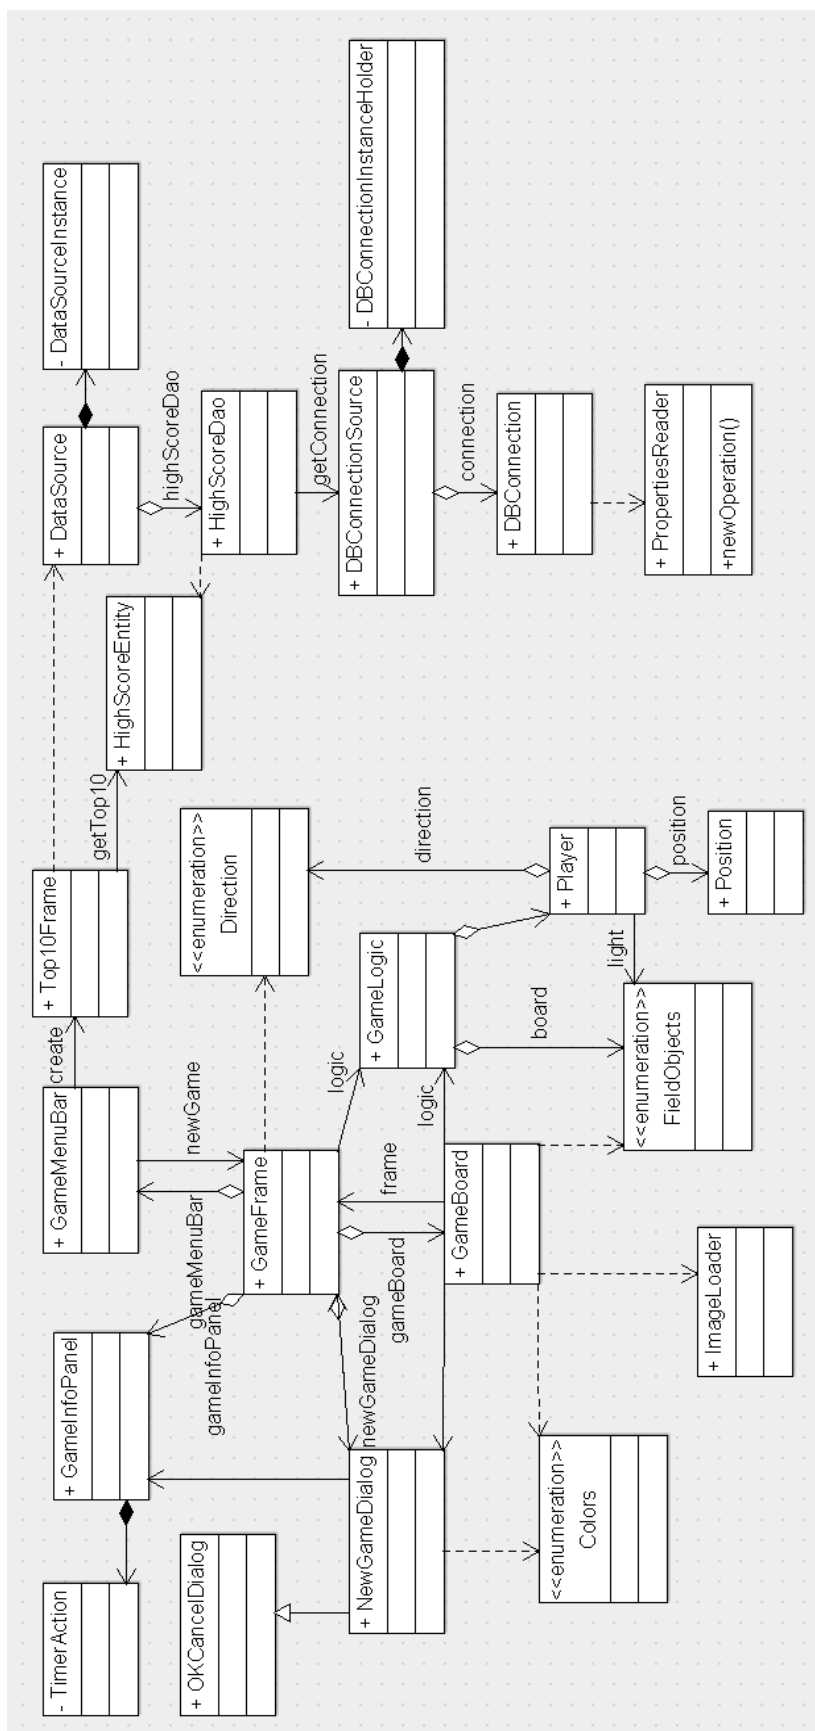 - TimerAction
+ GameInfoPanel
+ GameMenuBar
create
+ Top10Frame
getTop10
+ DataSource
- DataSourceInstance
+ HighScoreEntity
highScoreDao
+ OKCancelDialog
gameInfoPanel
gameMenuBar
newGame
<<enumeration>>
Direction
+ HighScoreDao
+ GameFrame
getConnection
+ NewGameDialog
newGameDialog
gameBoard
frame
logic
logic
+ GameLogic
direction
+ DBConnectionSource
- DBConnectionInstanceHolder
+ GameBoard
connection
<<enumeration>>
Colors
board
light
+ Player
+ DBConnection
position
<<enumeration>>
FieldObjects
+ ImageLoader
+ Position
+ PropertiesReader
+newOperation()